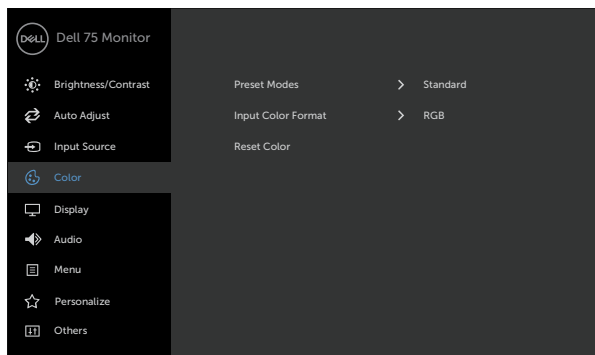 DELL Dell 75 Monitor
Brightness/Contrast
Auto Adjust
Input Source
Color
Display
Audio
Menu
Personalize
Others
Preset Modes > Standard
Input Color Format > RGB
Reset Color